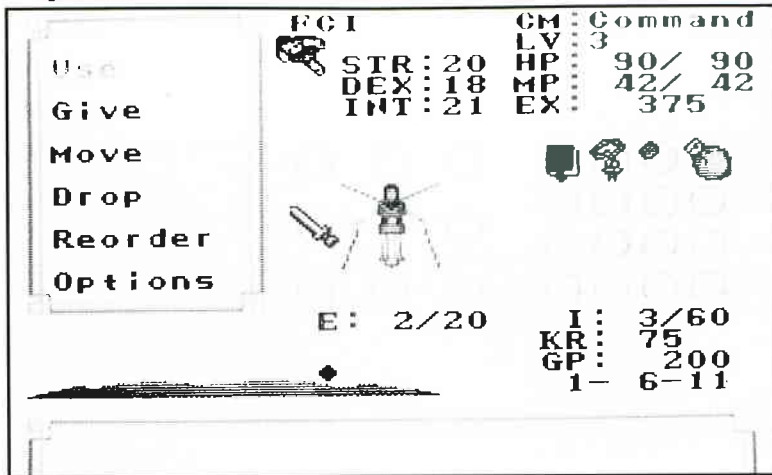 Give
Move
Drop
Reorder
Options
FCI
STR:20
DEX:18
INT:21
CM:Command
LV:3
HP: 90/ 90
MP: 42/ 42
EX: 375
E: 2/20
I: 3/60
KR: 75
GP: 200
1- 6-11